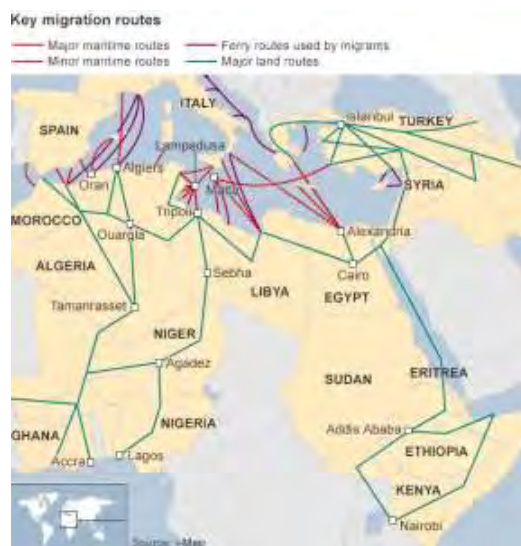 Key migration routes
Major maritime routes
Ferry routes used by migrants
Minor maritime routes
Major land routes
ITALY
Istanbul
TURKEY
SPAIN
Lampedusa
Algiers
Oran
Malta
SYRIA
MOROCCO
Tripoli
Ouargla
Alexandria
ALGERIA
Sebha
Cairo
LIBYA
EGYPT
Tamanrasset
NIGER
Agadez
SUDAN
ERITREA
NIGERIA
Addis Ababa
GHANA
ETHIOPIA
Accra
Lagos
KENYA
Nairobi
Source: i-Map